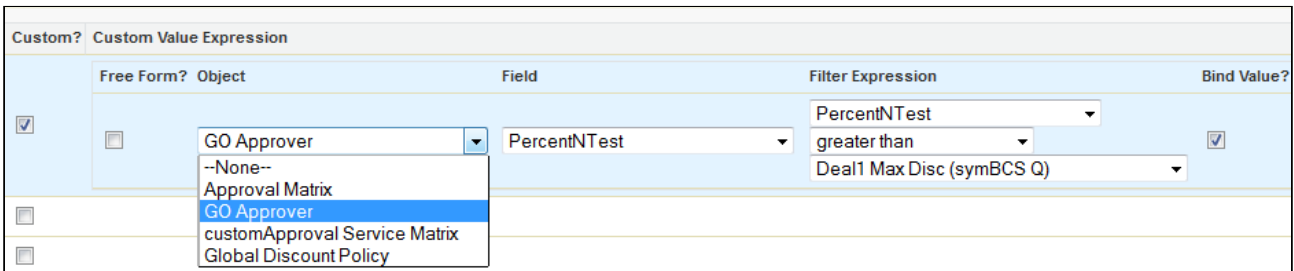 Custom? Custom Value Expression
Free Form? Object Field Filter Expression Bind Value?
PercentNTest
GO Approver PercentNTest greater than
Deal1 Max Disc (symBCS Q)
--None--
Approval Matrix
GO Approver
customApproval Service Matrix
Global Discount Policy